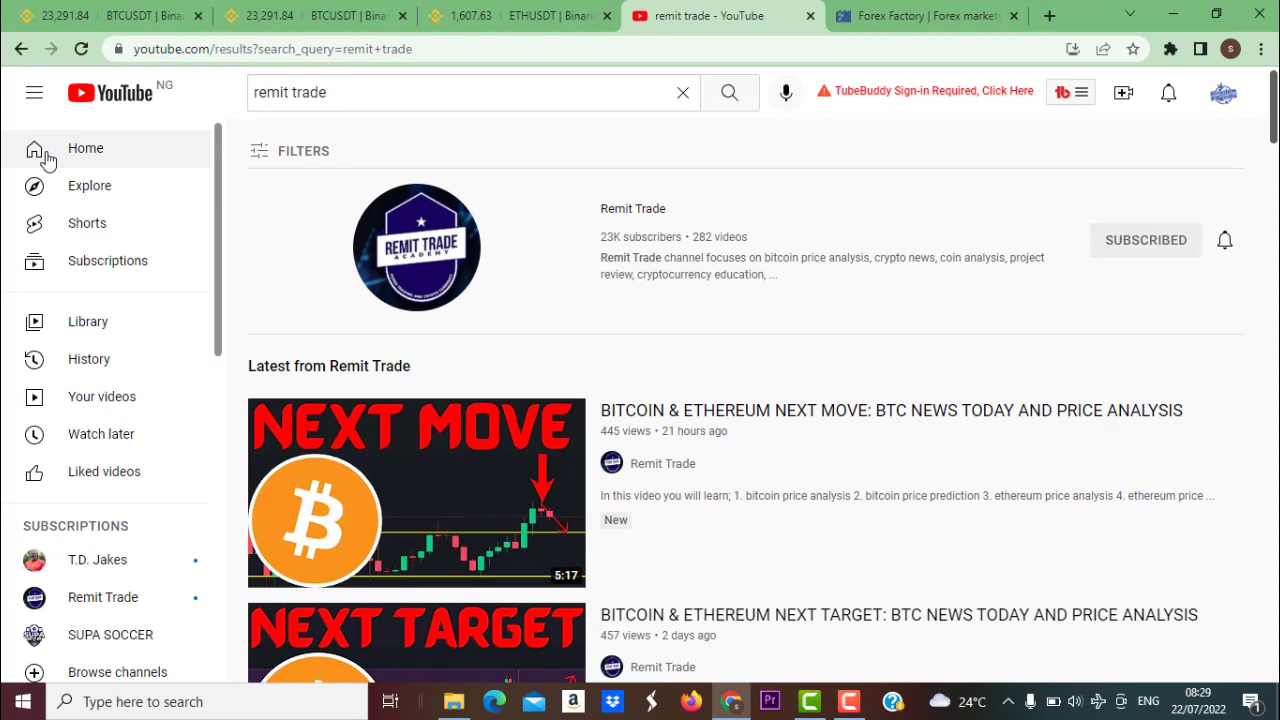 23,291.84 BTCUSDT | Binan
23,291.84 BTCUSDT | Binan
1,607.63 ETHUSDT | Binan
remit trade - YouTube
Forex Factory | Forex markets
youtube.com/results?search_query=remit+trade
YouTube NG
remit trade
TubeBuddy Sign-in Required, Click Here
Home
Explore
Shorts
Subscriptions
Library
History
Your videos
Watch later
Liked videos
SUBSCRIPTIONS
T.D. Jakes
Remit Trade
SUPA SOCCER
Browse channels
FILTERS
REMIT TRADE
ACADEMY
Remit Trade
23K subscribers • 282 videos
Remit Trade channel focuses on bitcoin price analysis, crypto news, coin analysis, project
review, cryptocurrency education, ...
SUBSCRIBED
Latest from Remit Trade
NEXT MOVE
5:17
BITCOIN & ETHEREUM NEXT MOVE: BTC NEWS TODAY AND PRICE ANALYSIS
445 views • 21 hours ago
Remit Trade
In this video you will learn; 1. bitcoin price analysis 2. bitcoin price prediction 3. ethereum price analysis 4. ethereum price ...
New
NEXT TARGET
BITCOIN & ETHEREUM NEXT TARGET: BTC NEWS TODAY AND PRICE ANALYSIS
457 views • 2 days ago
Remit Trade
Type here to search
24°C
ENG
08:29
22/07/2022